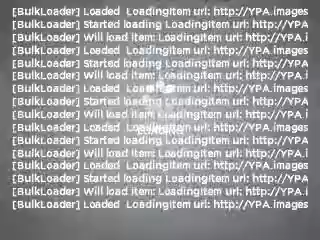 [BulkLoader] Loaded LoadingItem url: http://YPA.images
[BulkLoader] Started loading LoadingItem url: http://YPA
[BulkLoader] Will load item: LoadingItem url: http://YPA.i
[BulkLoader] Loaded LoadingItem url: http://YPA.images
[BulkLoader] Started loading LoadingItem url: http://YPA
[BulkLoader] Will load item: LoadingItem url: http://YPA.i
[BulkLoader] Loaded LoadingItem url: http://YPA.images
[BulkLoader] Started loading LoadingItem url: http://YPA
[BulkLoader] Will load item: LoadingItem url: http://YPA.i
[BulkLoader] Loaded LoadingItem url: http://YPA.images
[BulkLoader] Started loading LoadingItem url: http://YPA
[BulkLoader] Will load item: LoadingItem url: http://YPA.i
[BulkLoader] Loaded LoadingItem url: http://YPA.images
[BulkLoader] Started loading LoadingItem url: http://YPA
[BulkLoader] Will load item: LoadingItem url: http://YPA.i
[BulkLoader] Loaded LoadingItem url: http://YPA.images